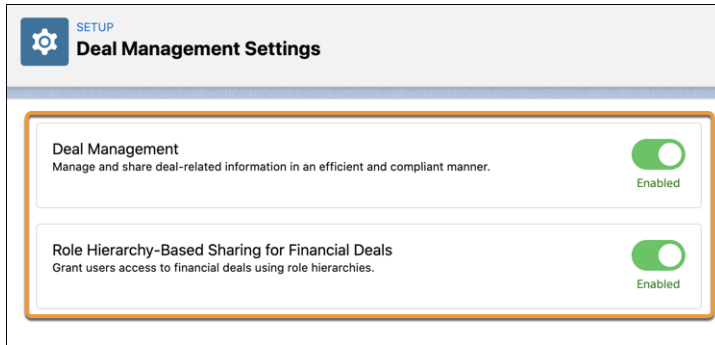 SETUP
Deal Management Settings
Deal Management
Manage and share deal-related information in an efficient and compliant manner.
Enabled
Role Hierarchy-Based Sharing for Financial Deals
Grant users access to financial deals using role hierarchies.
Enabled